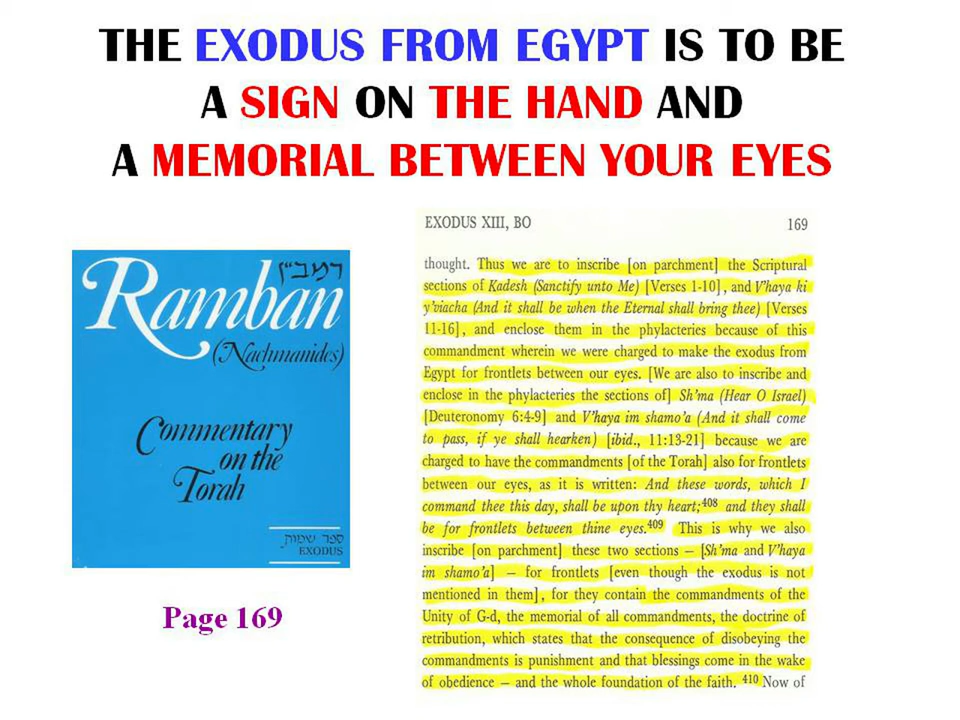 THE EXODUS FROM EGYPT IS TO BE
A SIGN ON THE HAND AND
A MEMORIAL BETWEEN YOUR EYES
רמב״ן
Ramban
(Nachmanides)
Commentary
on the
Torah
ספר שמות
EXODUS
Page 169
EXODUS XIII, BO 169
thought. Thus we are to inscribe [on parchment] the Scriptural
sections of Kadesh (Sanctify unto Me) [Verses 1-10], and V'haya ki
y'viacha (And it shall be when the Eternal shall bring thee) [Verses
11-16], and enclose them in the phylacteries because of this
commandment wherein we were charged to make the exodus from
Egypt for frontlets between our eyes. [We are also to inscribe and
enclose in the phylacteries the sections of] Sh'ma (Hear O Israel)
[Deuteronomy 6:4-9] and V'haya im shamo'a (And it shall come
to pass, if ye shall hearken) [ibid., 11:13-21] because we are
charged to have the commandments [of the Torah] also for frontlets
between our eyes, as it is written: And these words, which I
command thee this day, shall be upon thy heart;408 and they shall
be for frontlets between thine eyes.409 This is why we also
inscribe [on parchment] these two sections – [Sh'ma and V'haya
im shamo'a] – for frontlets [even though the exodus is not
mentioned in them], for they contain the commandments of the
Unity of G-d, the memorial of all commandments, the doctrine of
retribution, which states that the consequence of disobeying the
commandments is punishment and that blessings come in the wake
of obedience – and the whole foundation of the faith. 410 Now of